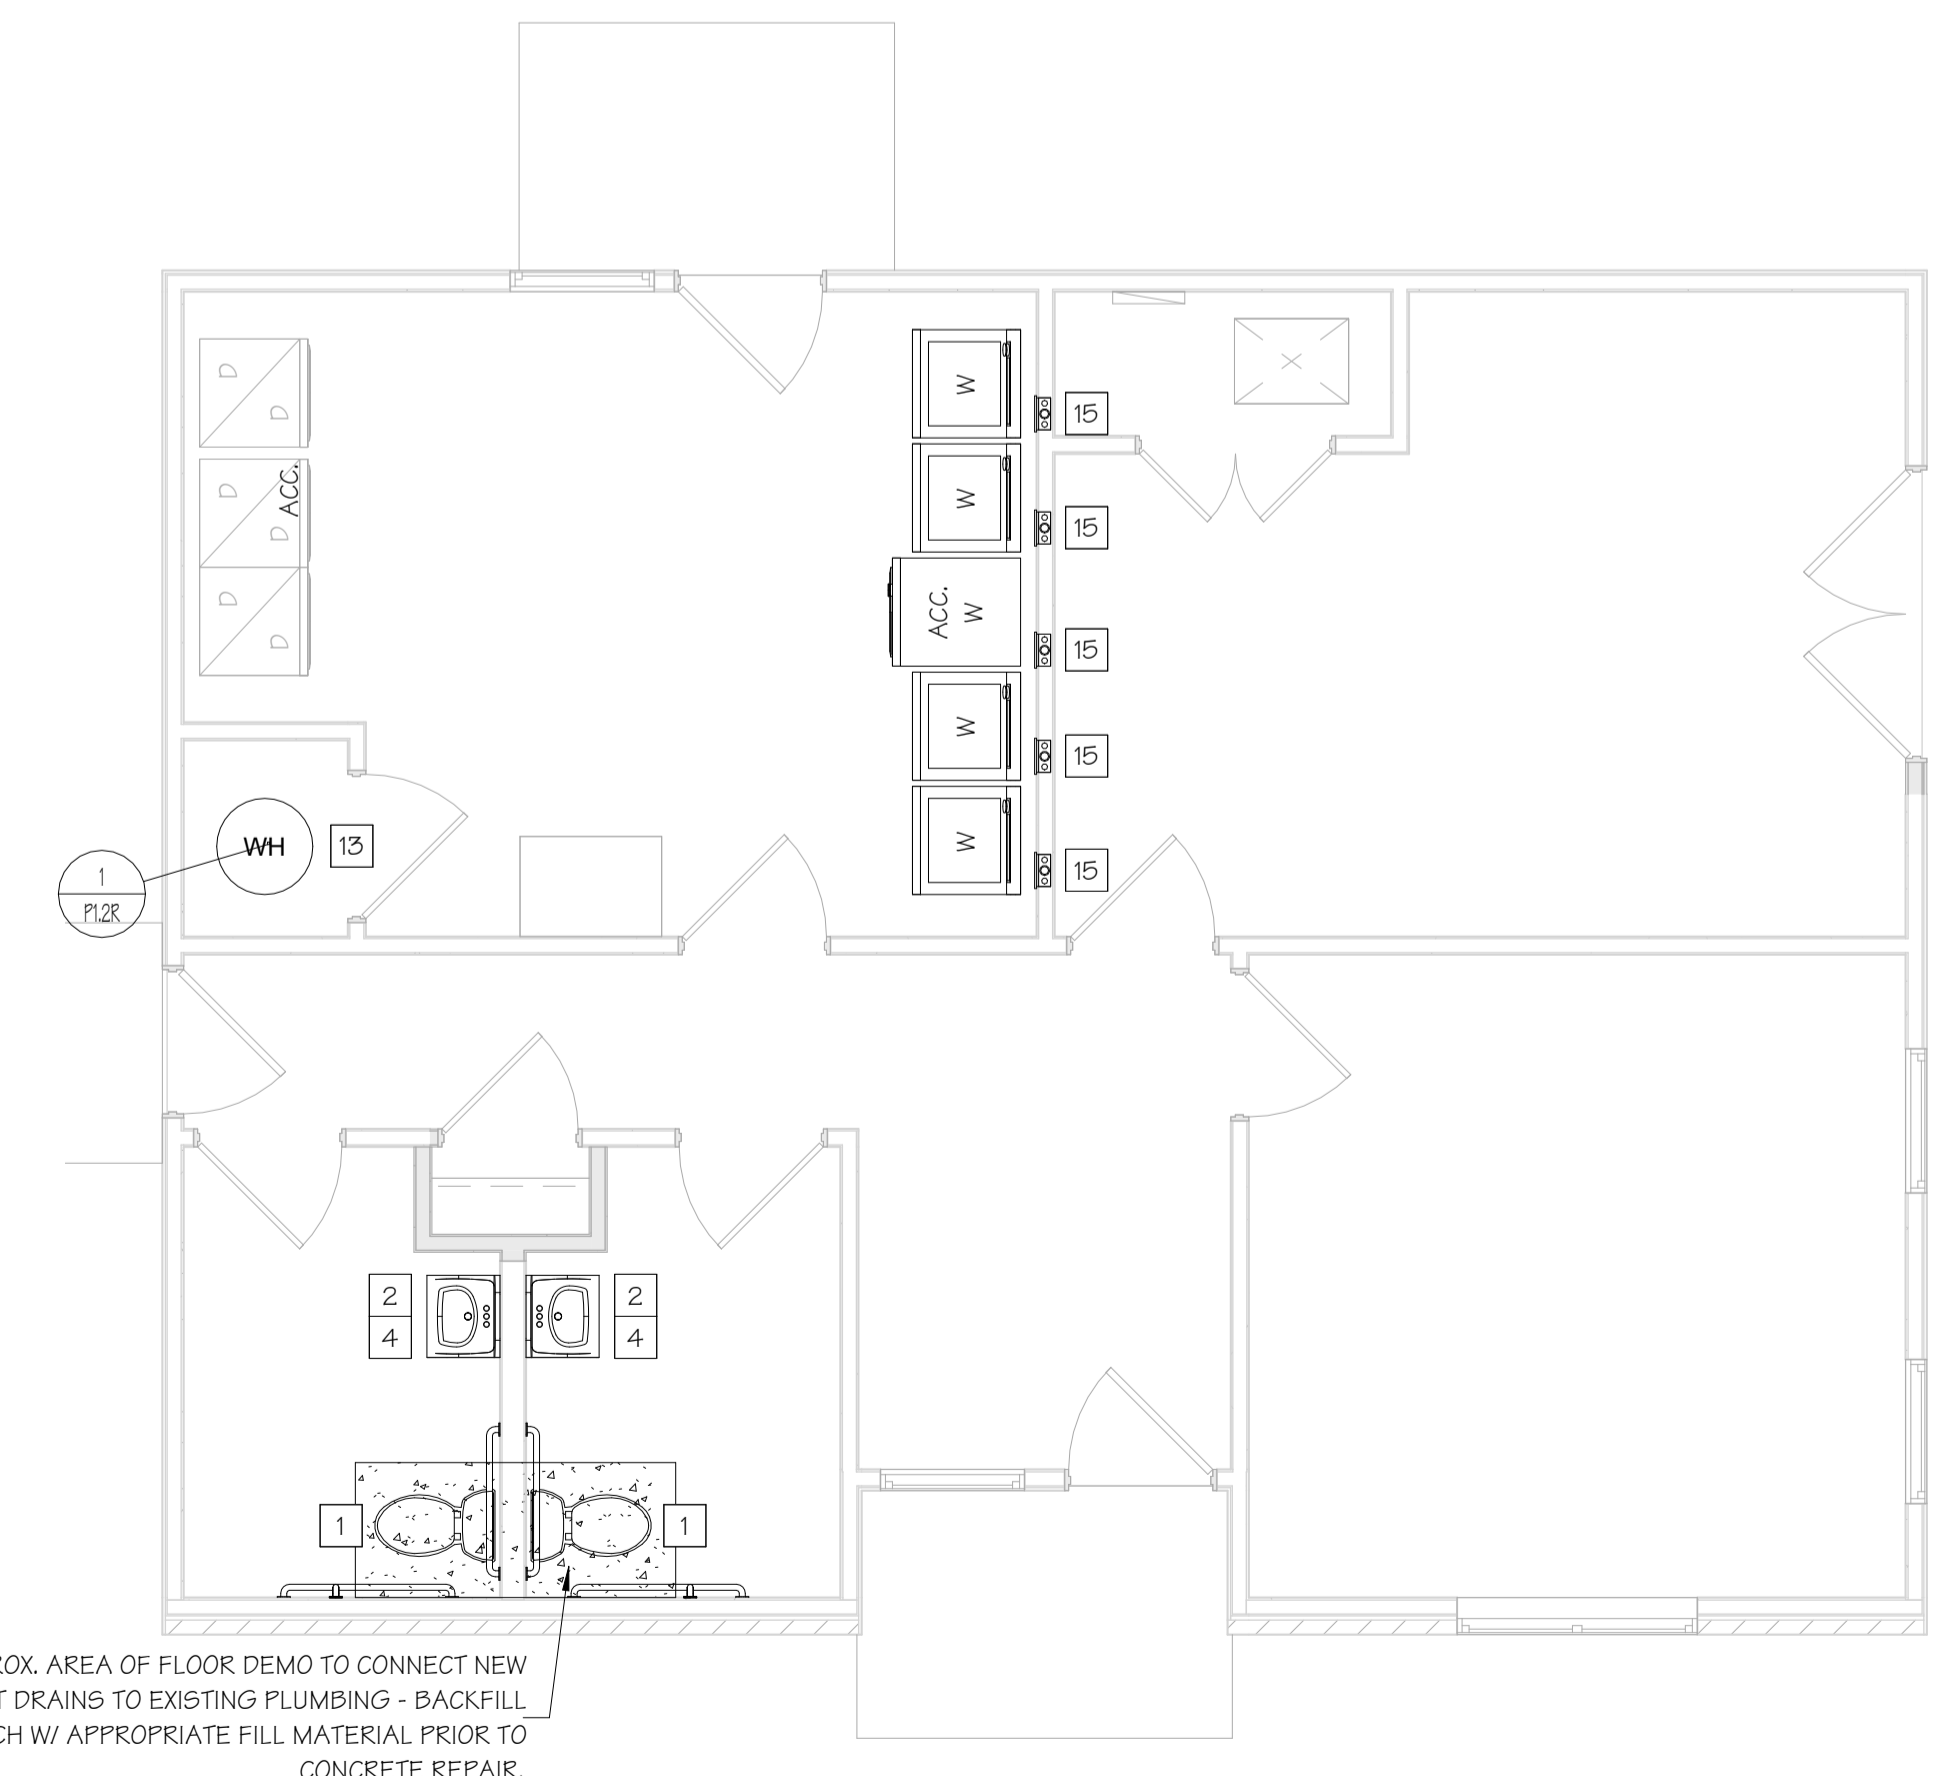 W
15
D
D
ACC.
D
W
15
D
ACC.
W
15
D
D
W
15
WH
13
W
15
1
P1.2R
2
2
4
4
1
1
ROX. AREA OF FLOOR DEMO TO CONNECT NEW
T DRAINS TO EXISTING PLUMBING - BACKFILL
CH W/ APPROPRIATE FILL MATERIAL PRIOR TO
CONCRETE REPAIR.